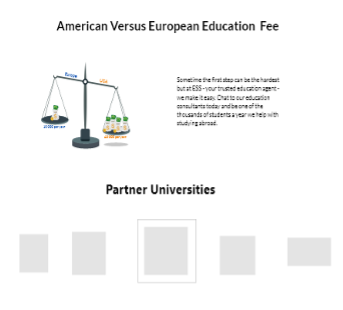 American Versus European Education Fee
Europe
USA
Sometime the first step can be the hardest
but at ESS - your trusted education agent -
we make it easy. Chat to our education
consultants today and be one of the
thousands of students a year we help with
studying abroad.
Partner Universities